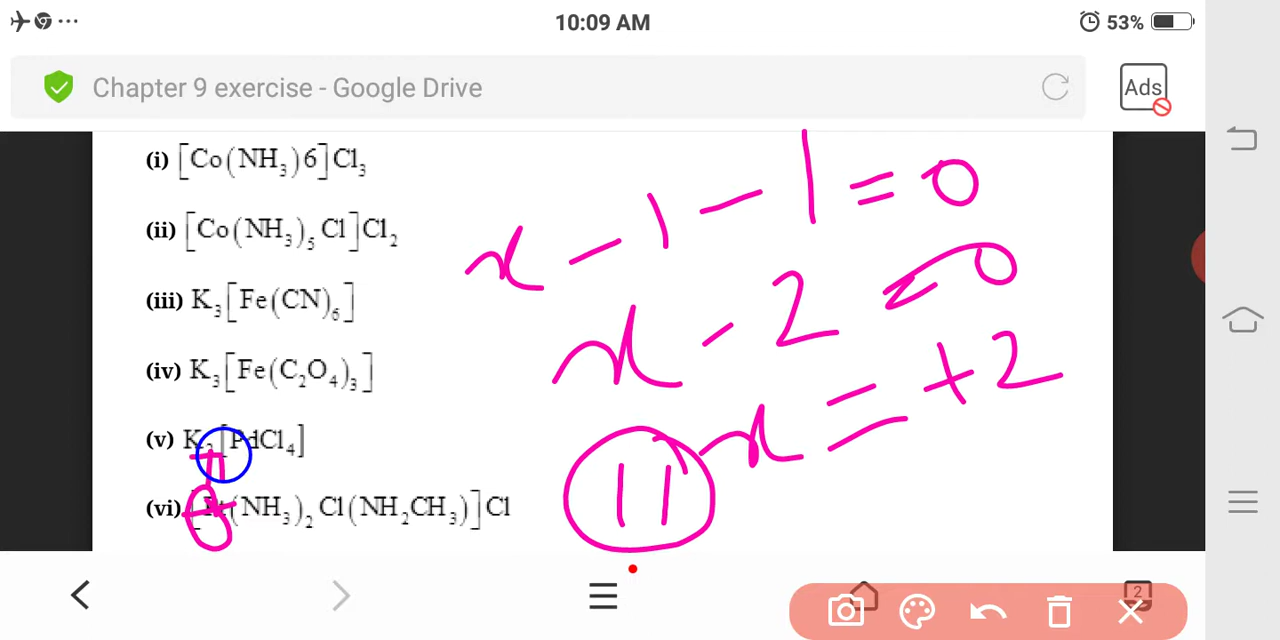 10:09 AM
53%
Chapter 9 exercise - Google Drive
Ads
(i) [Co(NH₃)6]Cl₃
x - 1 - 1 = 0
(ii) [Co(NH₃)₅Cl]Cl₂
(iii) K₃[Fe(CN)₆]
x - 2 = 0
(iv) K₃[Fe(C₂O₄)₃]
x = +2
(v) K₂[PdCl₄]
II
(vi) (NH₃)₂Cl(NH₂CH₃)]Cl
2